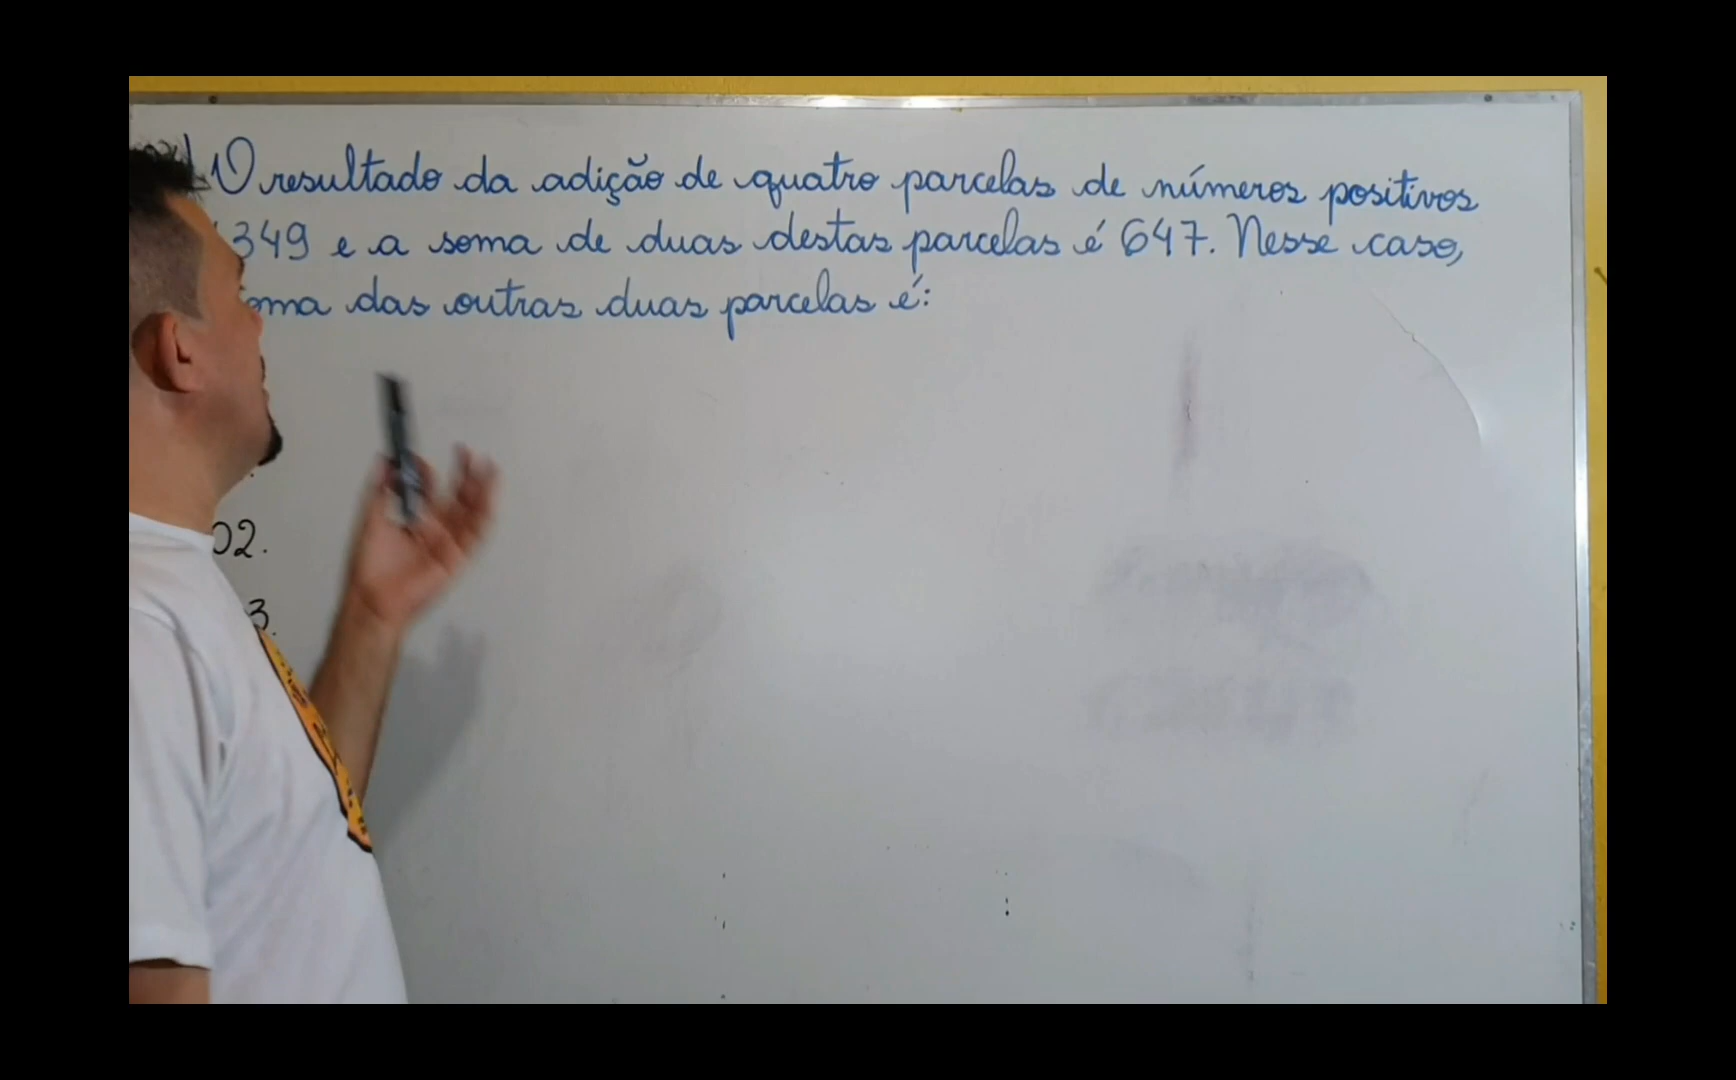 O resultado da adição de quatro parcelas de números positivos
349 e a soma de duas destas parcelas é 647. Nesse caso,
das outras duas parcelas é:
02.
3.